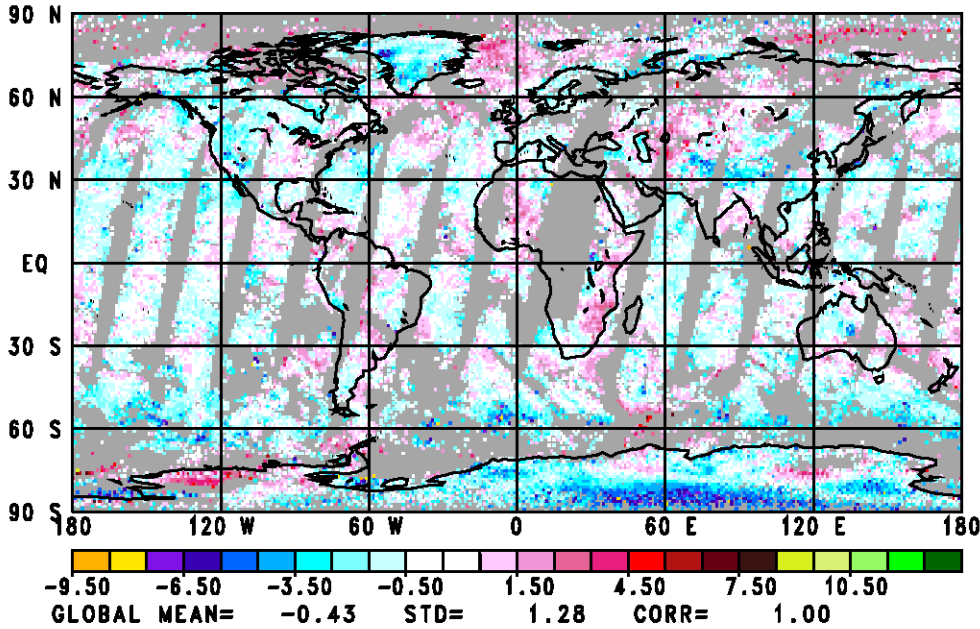 90 N
60 N
30 N
EQ
30 S
60 S
90 S
180 120 W 60 W 0 60 E 120 E 180
-9.50 -6.50 -3.50 -0.50 1.50 4.50 7.50 10.50
GLOBAL MEAN= -0.43 STD= 1.28 CORR= 1.00